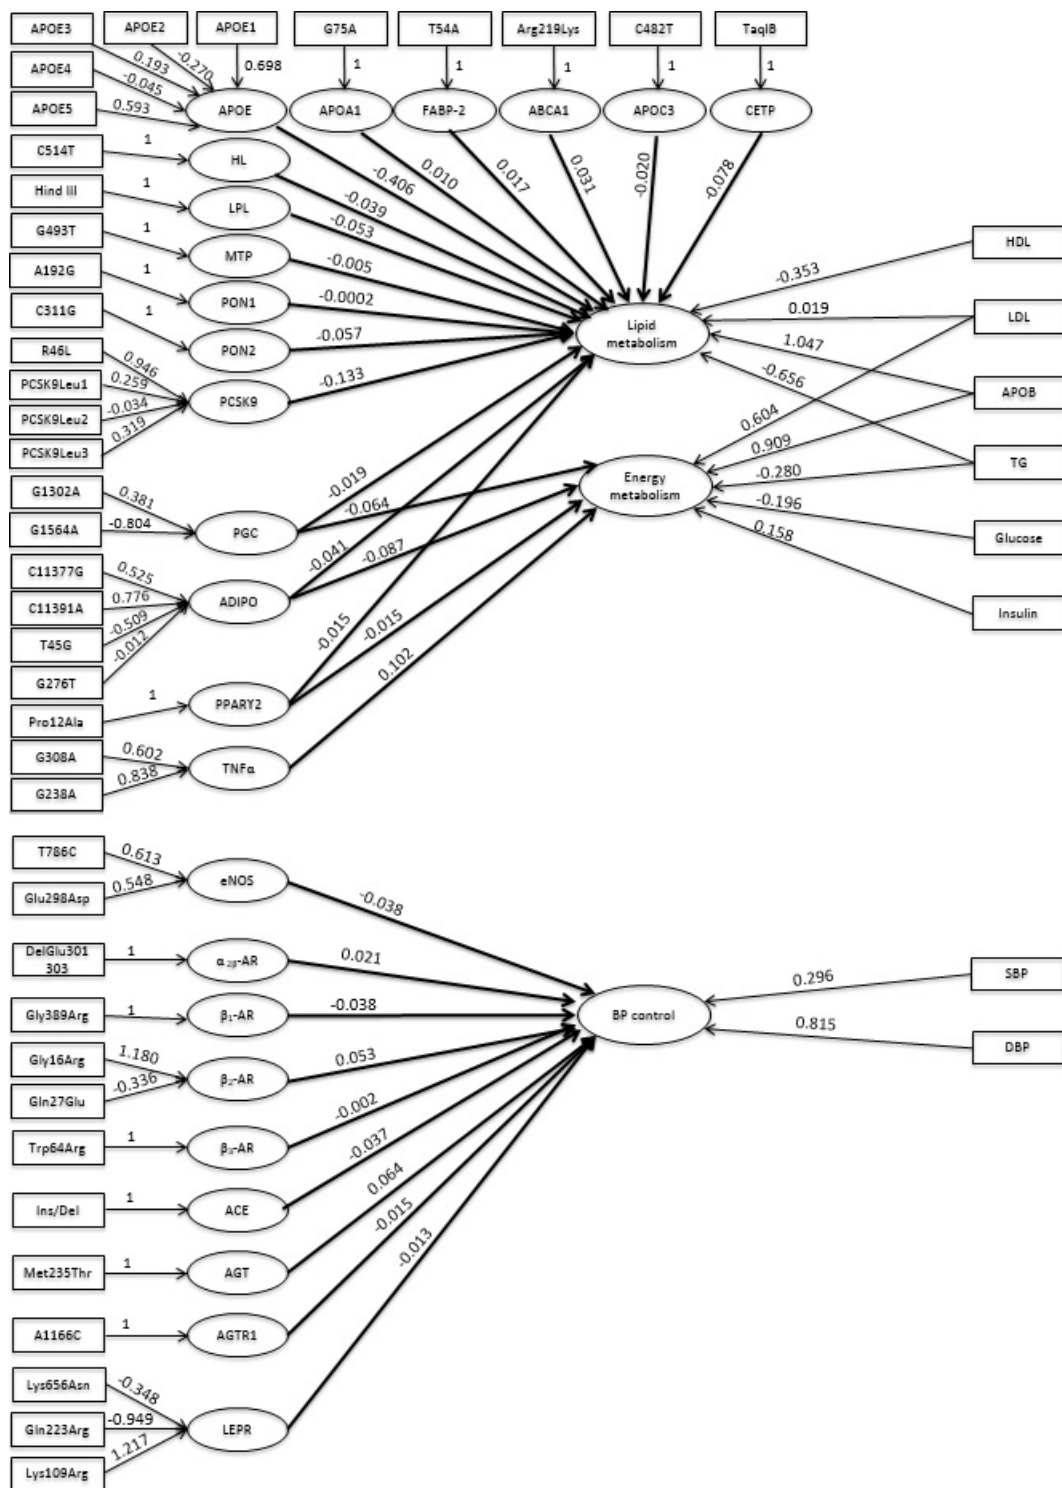 APOE3
APOE2
APOE1
G75A
T54A
Arg219Lys
C482T
TaqIB
0.193
-0.270
0.698
1
1
1
1
1
APOE4
-0.045
APOE5
0.593
APOE
APOA1
FABP-2
ABCA1
APOC3
CETP
C514T
1
HL
-0.406
0.010
0.017
0.031
-0.020
-0.078
Hind III
1
LPL
-0.039
-0.053
G493T
1
MTP
-0.005
HDL
-0.353
A192G
1
PON1
-0.0002
C311G
1
PON2
-0.057
Lipid
metabolism
0.019
LDL
R46L
0.946
PCSK9Leu1
0.259
PCSK9Leu2
-0.034
PCSK9Leu3
0.319
PCSK9
-0.133
1.047
-0.656
APOB
0.604
0.909
TG
-0.280
G1302A
0.381
G1564A
-0.804
PGC
-0.019
-0.064
Energy
metabolism
-0.196
Glucose
0.158
C11377G
0.525
C11391A
0.776
T45G
-0.509
G276T
-0.012
ADIPO
-0.041
-0.087
Insulin
Pro12Ala
1
PPARY2
-0.015
-0.015
G308A
0.602
G238A
0.838
TNFα
0.102
T786C
0.613
Glu298Asp
0.548
eNOS
-0.038
DelGlu301
303
1
α2β-AR
0.021
SBP
0.296
Gly389Arg
1
β1-AR
-0.038
BP control
0.815
DBP
Gly16Arg
1.180
Gln27Glu
-0.336
β2-AR
0.053
Trp64Arg
1
β3-AR
-0.002
Ins/Del
1
ACE
-0.037
Met235Thr
1
AGT
0.064
A1166C
1
AGTR1
-0.015
Lys656Asn
-0.348
Gln223Arg
-0.949
Lys109Arg
1.217
LEPR
-0.013